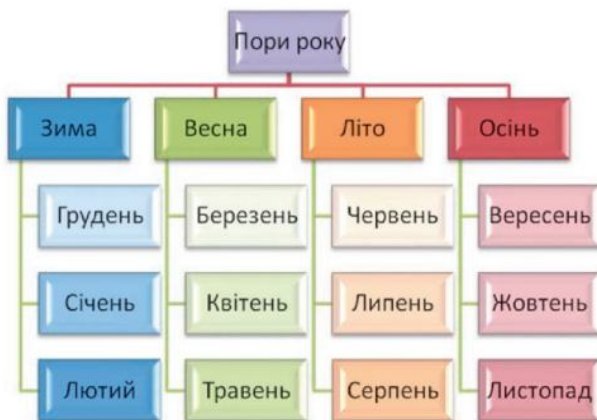 Пори року
Зима
Весна
Літо
Осінь
Грудень
Березень
Червень
Вересень
Січень
Квітень
Липень
Жовтень
Лютий
Травень
Серпень
Листопад